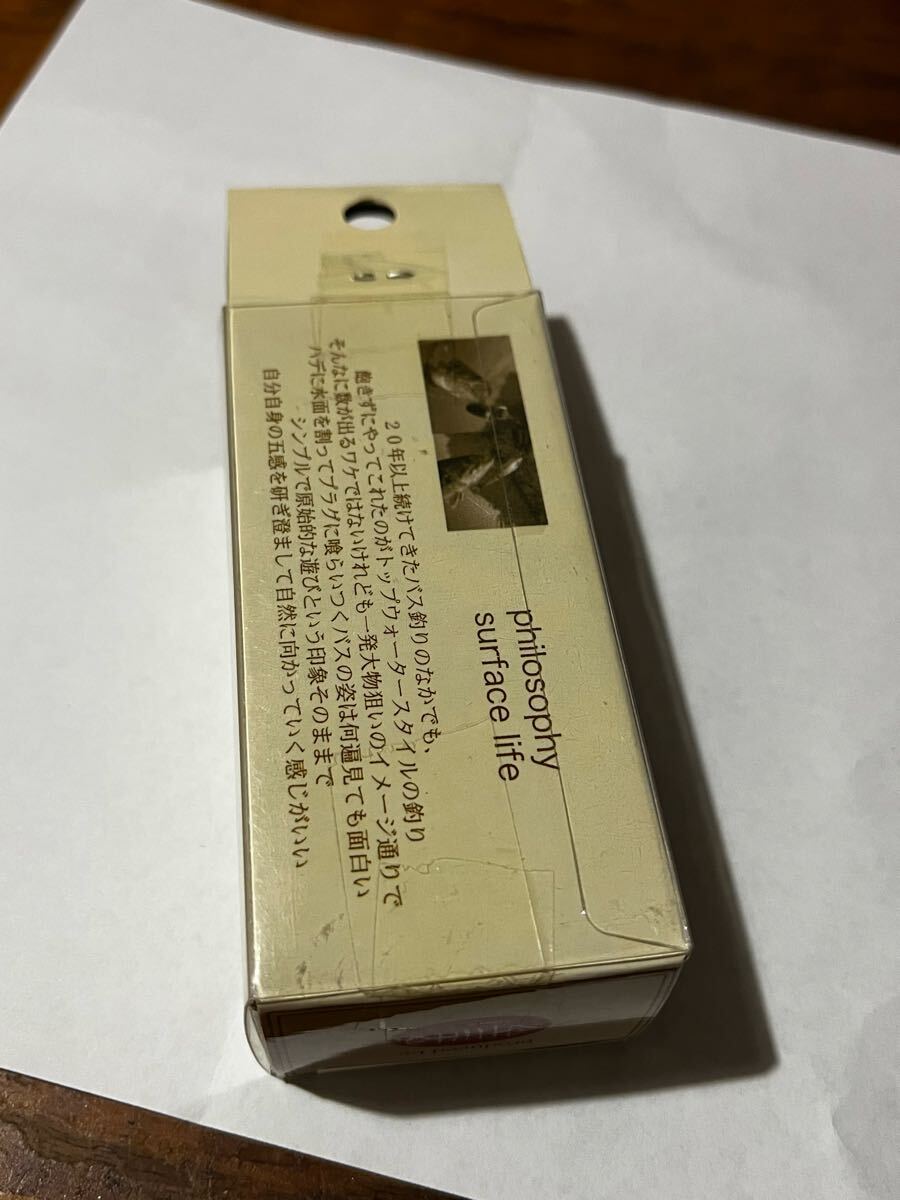 philosophy
surface life
20年以上続けてきたバス釣りのなかでも、
飽きずにやってこれたのがトップウォータースタイルの釣り
そんなに数が出るワケではないけれども一発大物狙いのイメージ通りで
ハデに水面を割ってプラグに喰らいつくバスの姿は何遍見ても面白い
シンプルで原始的な遊びという印象そのままで
自分自身の五感を研ぎ澄まして自然に向かっていく感じがいい